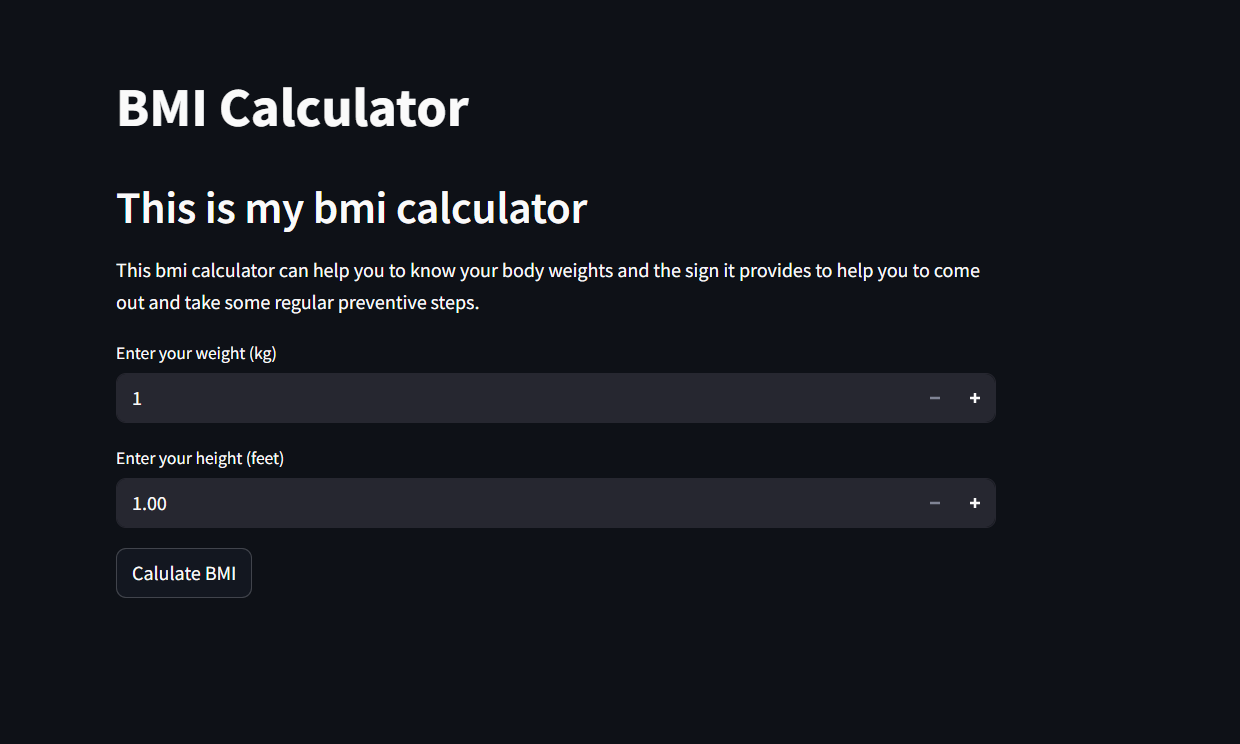 BMI Calculator
This is my bmi calculator
This bmi calculator can help you to know your body weights and the sign it provides to help you to come
out and take some regular preventive steps.
Enter your weight (kg)
1
Enter your height (feet)
1.00
Calulate BMI